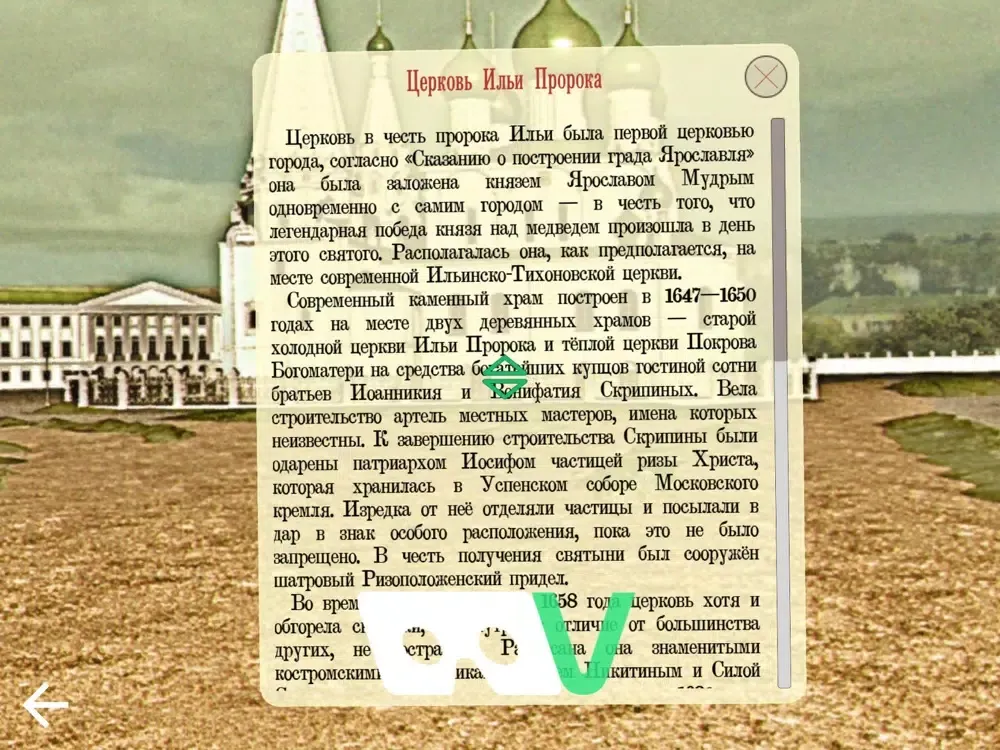 Церковь Ильи Пророка
Церковь в честь пророка Ильи была первой церковью
города, согласно «Сказанию о построении града Ярославля»
она была заложена князем Ярославом Мудрым
одновременно с самим городом — в честь того, что
легендарная победа князя над медведем произошла в день
этого святого. Располагалась она, как предполагается, на
месте современной Ильинско-Тихоновской церкви.
Современный каменный храм построен в 1647—1650
годах на месте двух деревянных храмов — старой
холодной церкви Ильи Пророка и тёплой церкви Покрова
Богоматери на средства богатейших купцов гостиной сотни
братьев Иоанникия и Вонифатия Скрипиных. Вела
строительство артель местных мастеров, имена которых
неизвестны. К завершению строительства Скрипины были
одарены патриархом Иосифом частицей ризы Христа,
которая хранилась в Успенском соборе Московского
кремля. Изредка от неё отделяли частицы и посылали в
дар в знак особого расположения, пока это не было
запрещено. В честь получения святыни был сооружён
шатровый Ризоположенский придел.
Во 1658 года церковь хотя и
обгорела отличие от большинства
других, не она знаменитыми
костромскими Никитиным и Силой